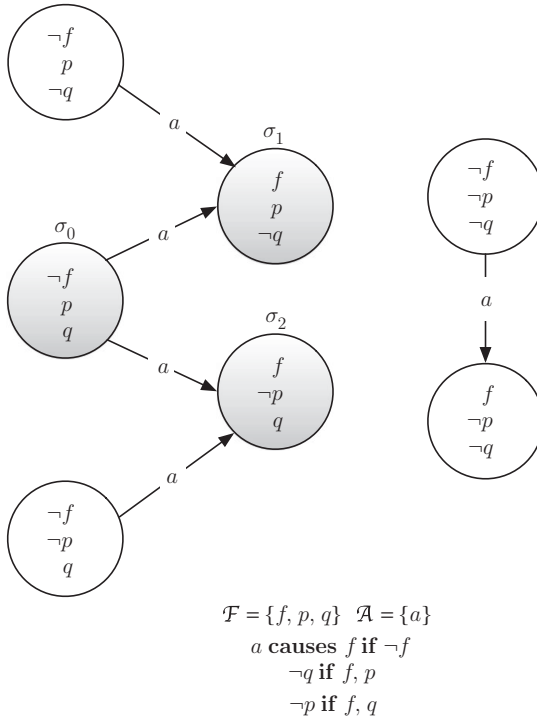 ¬f
p
¬q
a
σ₁
f
p
¬q
a
σ₀
¬f
p
q
a
σ₂
f
¬p
q
a
¬f
¬p
q
¬f
¬p
¬q
a
f
¬p
¬q
ℱ = {f, p, q} 𝒜 = {a}
a causes f if ¬f
¬q if f, p
¬p if f, q